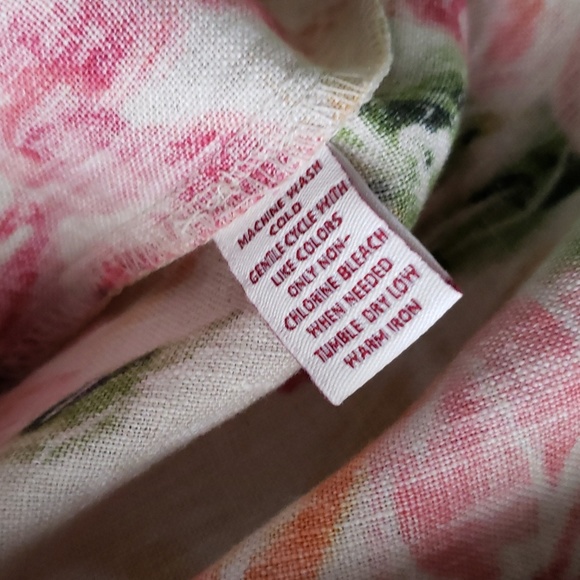 MACHINE WASH
COLD
GENTLE CYCLE WITH
LIKE COLORS
ONLY NON-
CHLORINE BLEACH
WHEN NEEDED
TUMBLE DRY LOW
WARM IRON